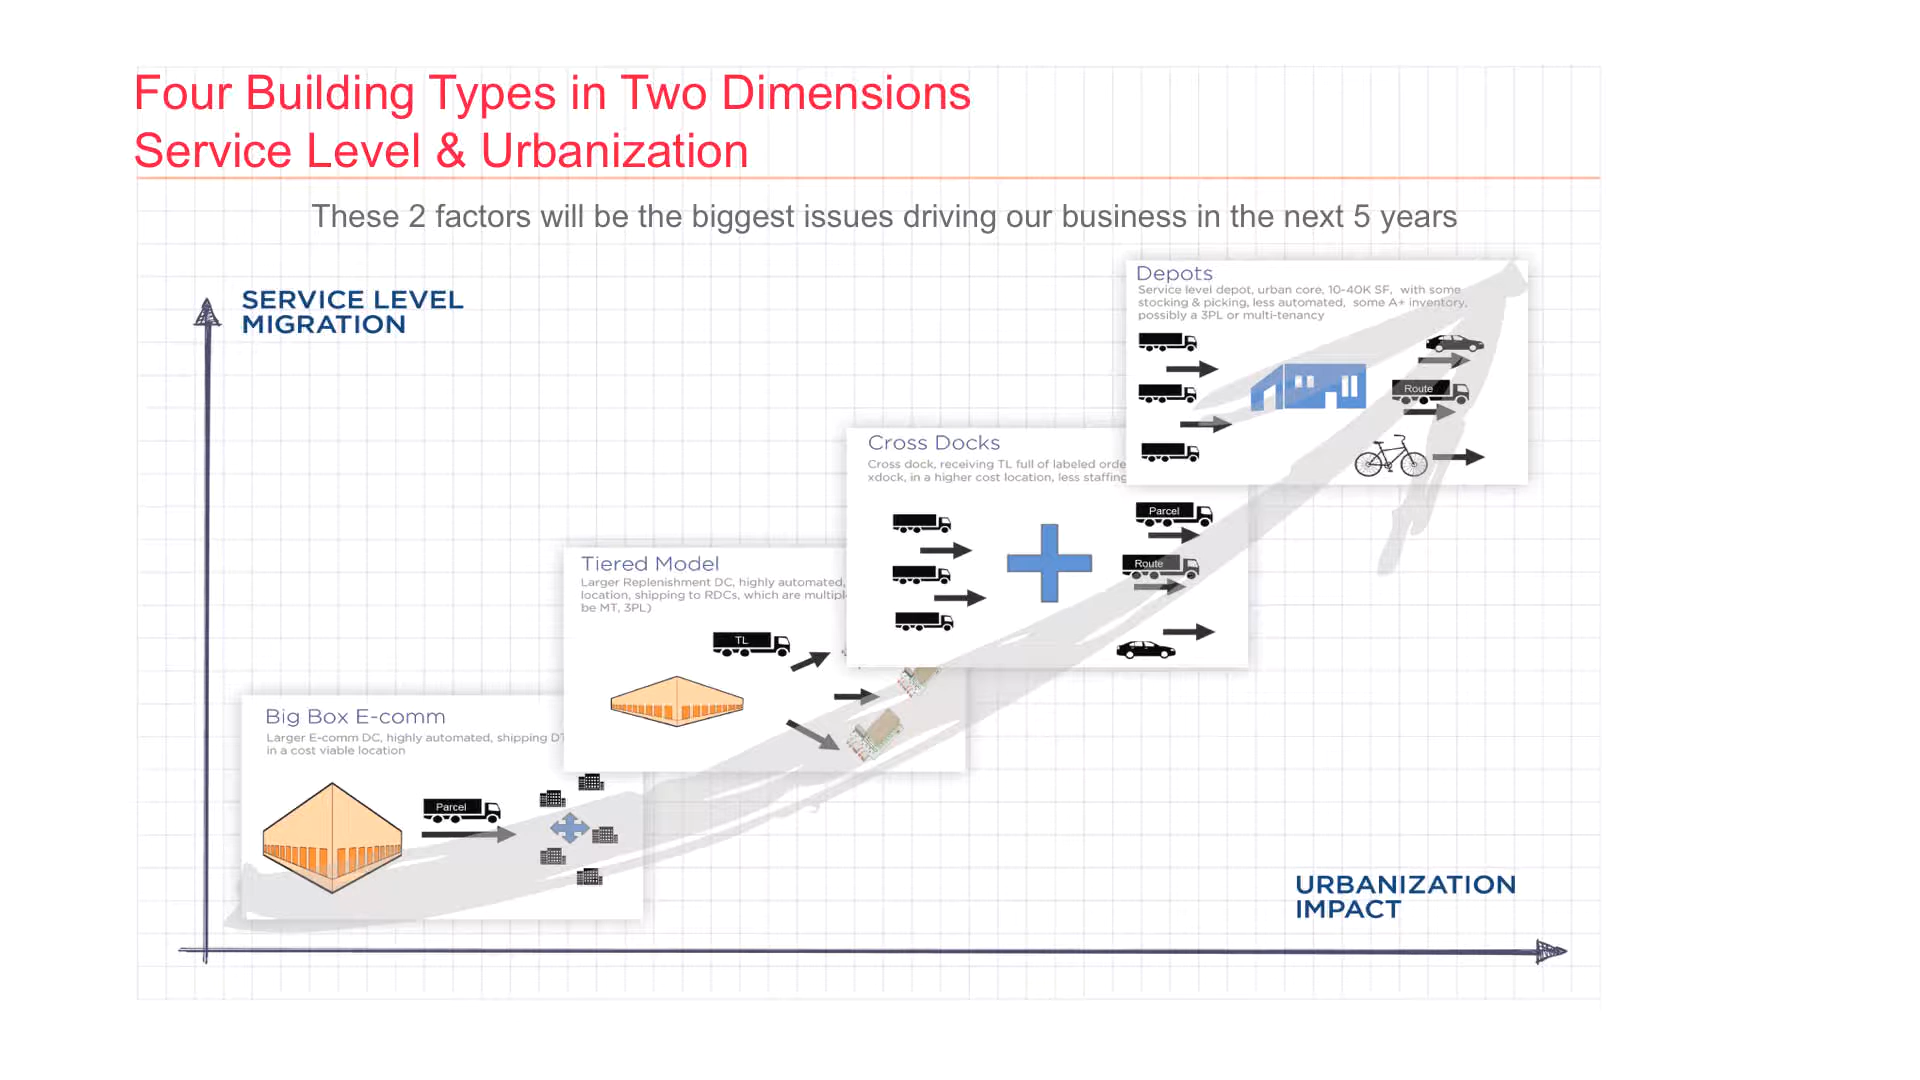 Four Building Types in Two Dimensions
Service Level & Urbanization
These 2 factors will be the biggest issues driving our business in the next 5 years
SERVICE LEVEL
MIGRATION
Depots
Service level depot, urban core, 10-40K SF, with some
stocking & picking, less automated, some A+ inventory,
possibly a 3PL or multi-tenancy
Route
Cross Docks
Cross dock, receiving TL full of labeled orde
xdock, in a higher cost location, less staffing
Parcel
Route
Tiered Model
Larger Replenishment DC, highly automated,
location, shipping to RDCs, which are multipl
be MT, 3PL)
TL
Big Box E-comm
Larger E-comm DC, highly automated, shipping DT
in a cost viable location
Parcel
URBANIZATION
IMPACT